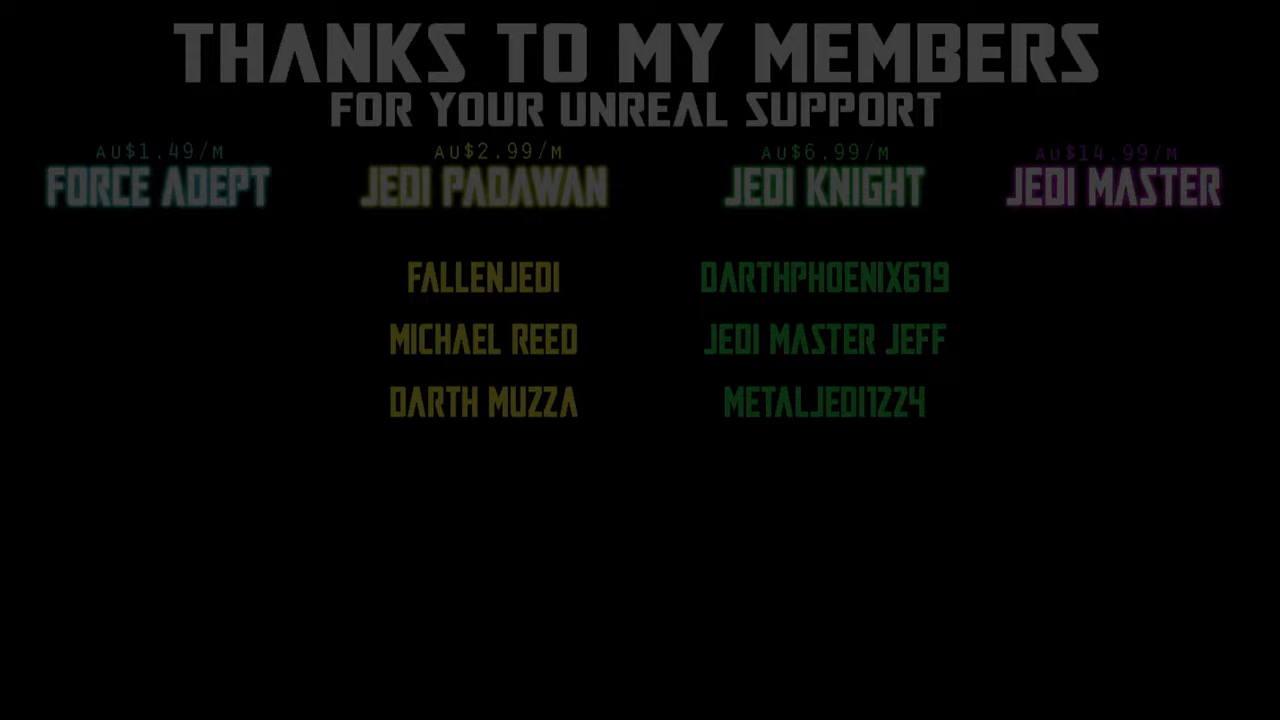 THANKS TO MY MEMBERS
FOR YOUR UNREAL SUPPORT
AU$1.49/M AU$2.99/M AU$6.99/M AU$14.99/M
FORCE ADEPT JEDI PADAWAN JEDI KNIGHT JEDI MASTER
FALLENJEDI DARTHPHOENIX619
MICHAEL REED JEDI MASTER JEFF
DARTH MUZZA METALJEDI1224